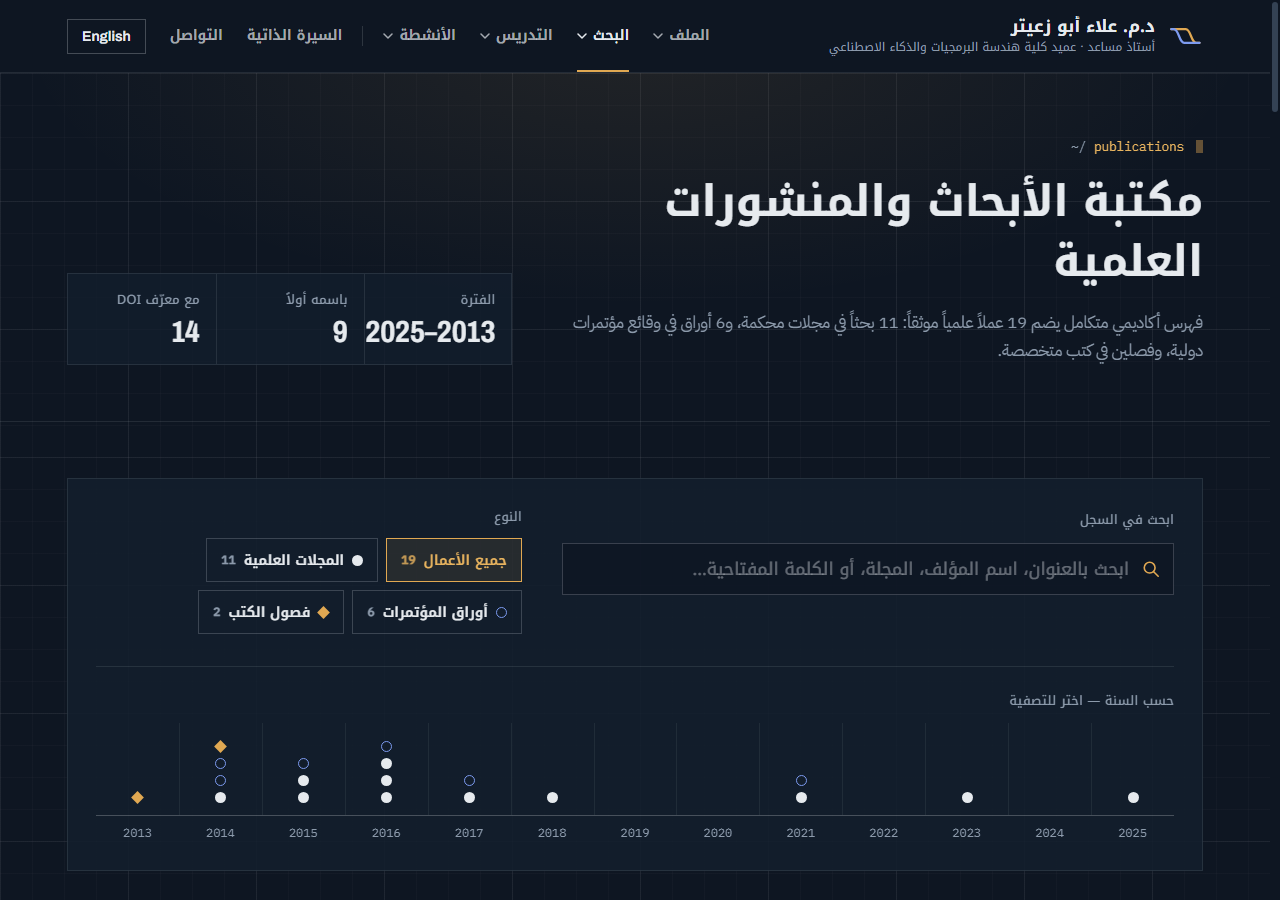 د.م. علاء أبو زعيتر
أستاذ مساعد · عميد كلية هندسة البرمجيات والذكاء الاصطناعي
الملف
البحث
التدريس
الأنشطة
السيرة الذاتية
التواصل
English
~/ publications
مكتبة الأبحاث والمنشورات
العلمية
فهرس أكاديمي متكامل يضم 19 عملاً علمياً موثقاً: 11 بحثاً في مجلات محكمة، و6 أوراق في وقائع مؤتمرات
دولية، وفصلين في كتب متخصصة.
الفترة
2013–2025
باسمه أولاً
9
مع معرّف DOI
14
ابحث في السجل
ابحث بالعنوان، اسم المؤلف، المجلة، أو الكلمة المفتاحية...
النوع
جميع الأعمال 19
المجلات العلمية 11
أوراق المؤتمرات 6
فصول الكتب 2
حسب السنة — اختر للتصفية
2013 2014 2015 2016 2017 2018 2019 2020 2021 2022 2023 2024 2025